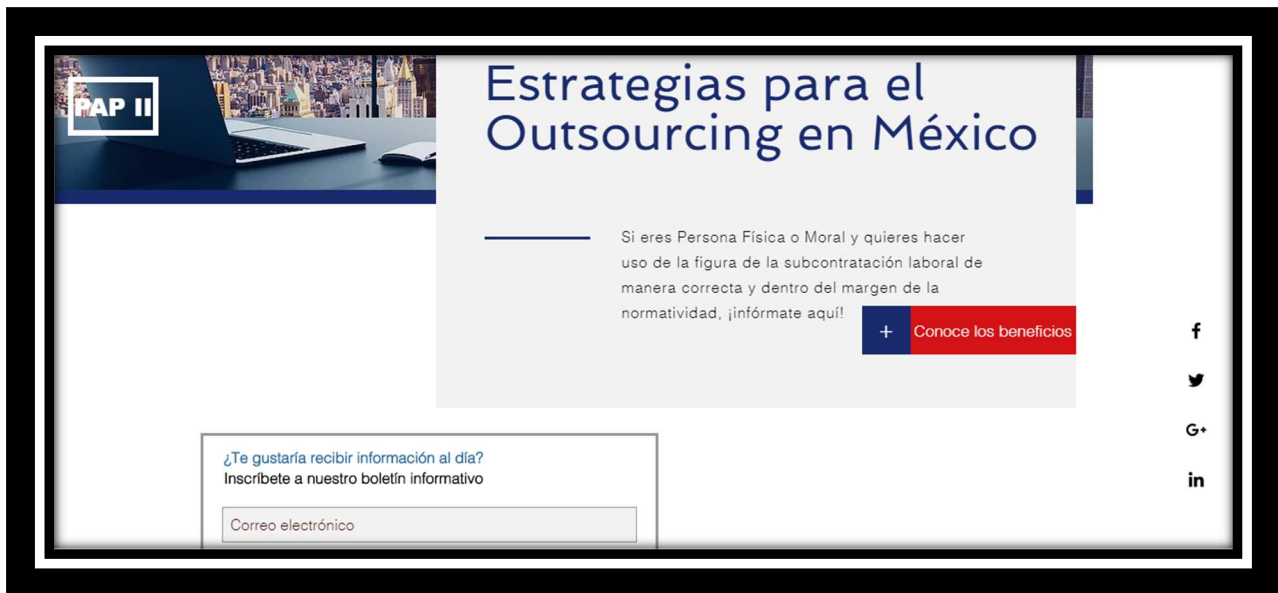 PAP II
Estrategias para el
Outsourcing en México
Si eres Persona Física o Moral y quieres hacer
uso de la figura de la subcontratación laboral de
manera correcta y dentro del margen de la
normatividad, ¡infórmate aquí!
+ Conoce los beneficios
f
G+
in
¿Te gustaría recibir información al día?
Inscríbete a nuestro boletín informativo
Correo electrónico